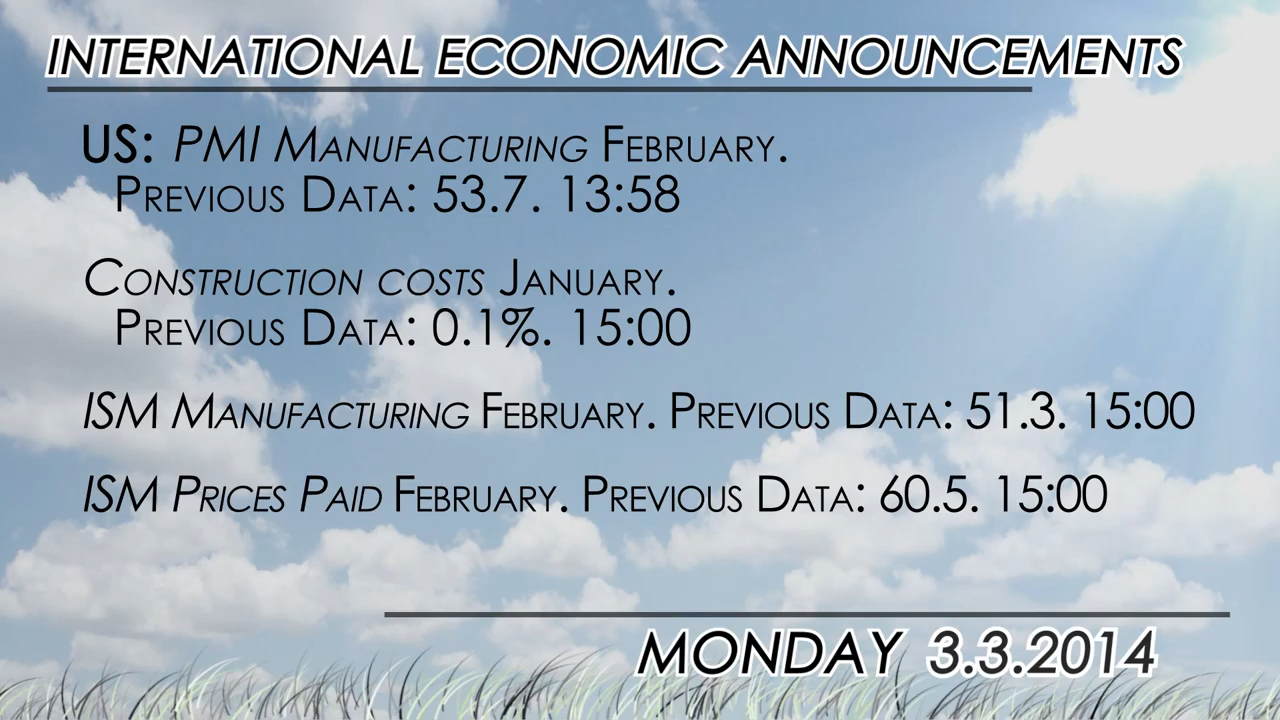 INTERNATIONAL ECONOMIC ANNOUNCEMENTS
US: PMI MANUFACTURING FEBRUARY.
PREVIOUS DATA: 53.7. 13:58
CONSTRUCTION COSTS JANUARY.
PREVIOUS DATA: 0.1%. 15:00
ISM MANUFACTURING FEBRUARY. PREVIOUS DATA: 51.3. 15:00
ISM PRICES PAID FEBRUARY. PREVIOUS DATA: 60.5. 15:00
MONDAY 3.3.2014